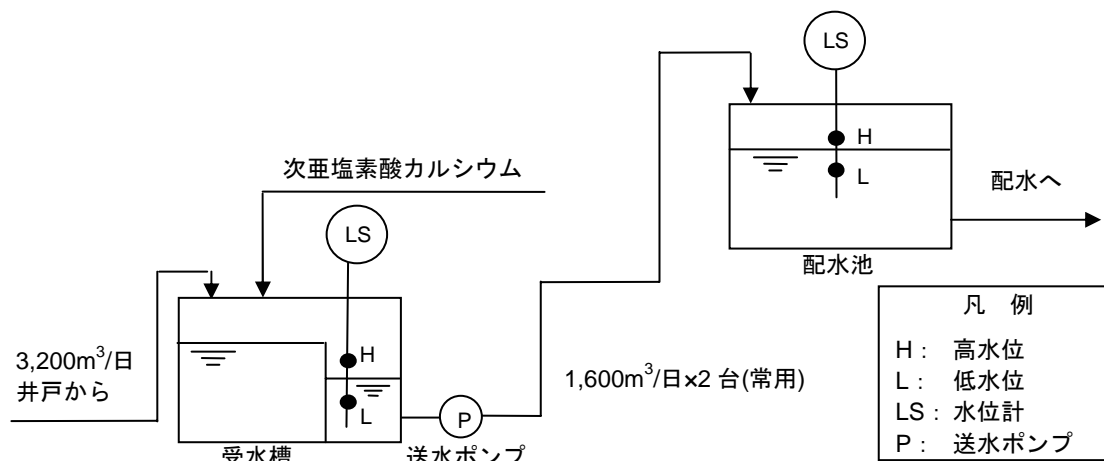 LS
H
L
配水へ
配水池
次亜塩素酸カルシウム
LS
H
L
3,200m³/日
井戸から
P
受水槽
送水ポンプ
1,600m³/日×2 台(常用)
凡 例
H： 高水位
L： 低水位
LS： 水位計
P： 送水ポンプ